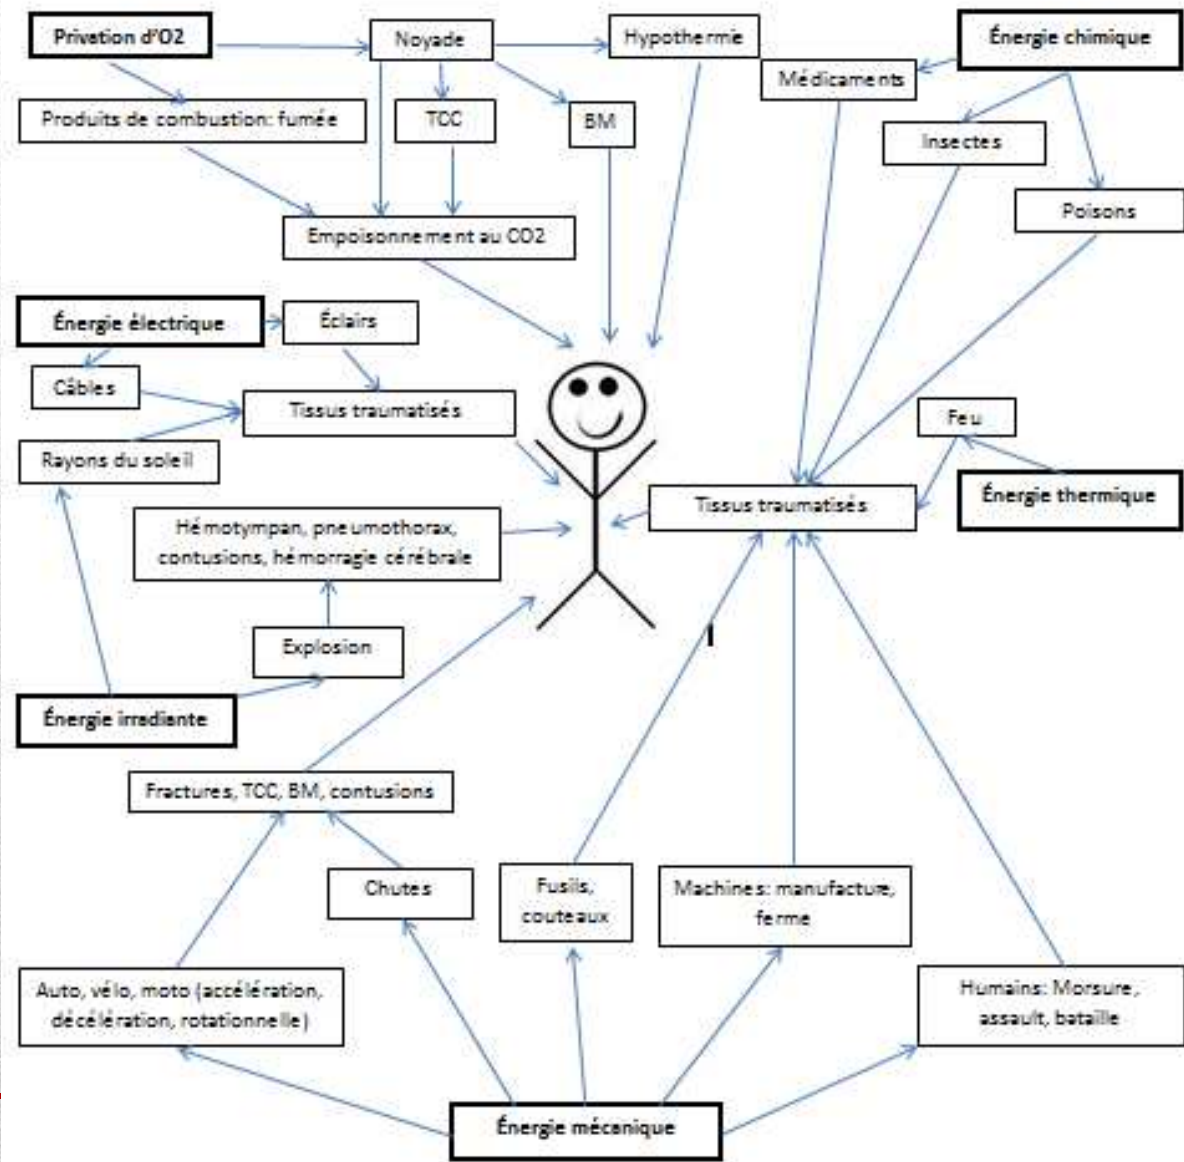 Privation d'O2
Noyade
Hypothermie
Énergie chimique
Médicaments
Produits de combustion: fumée
TCC
BM
Insectes
Poisons
Empoisonnement au CO2
Énergie électrique
Éclairs
Câbles
Tissus traumatisés
Feu
Rayons du soleil
Énergie thermique
Tissus traumatisés
Hémotympan, pneumothorax,
contusions, hémorragie cérébrale
Explosion
Énergie irradiante
Fractures, TCC, BM, contusions
Chutes
Fusils,
couteaux
Machines: manufacture,
ferme
Auto, vélo, moto (accélération,
décélération, rotationnelle)
Humains: Morsure,
assault, bataille
Énergie mécanique